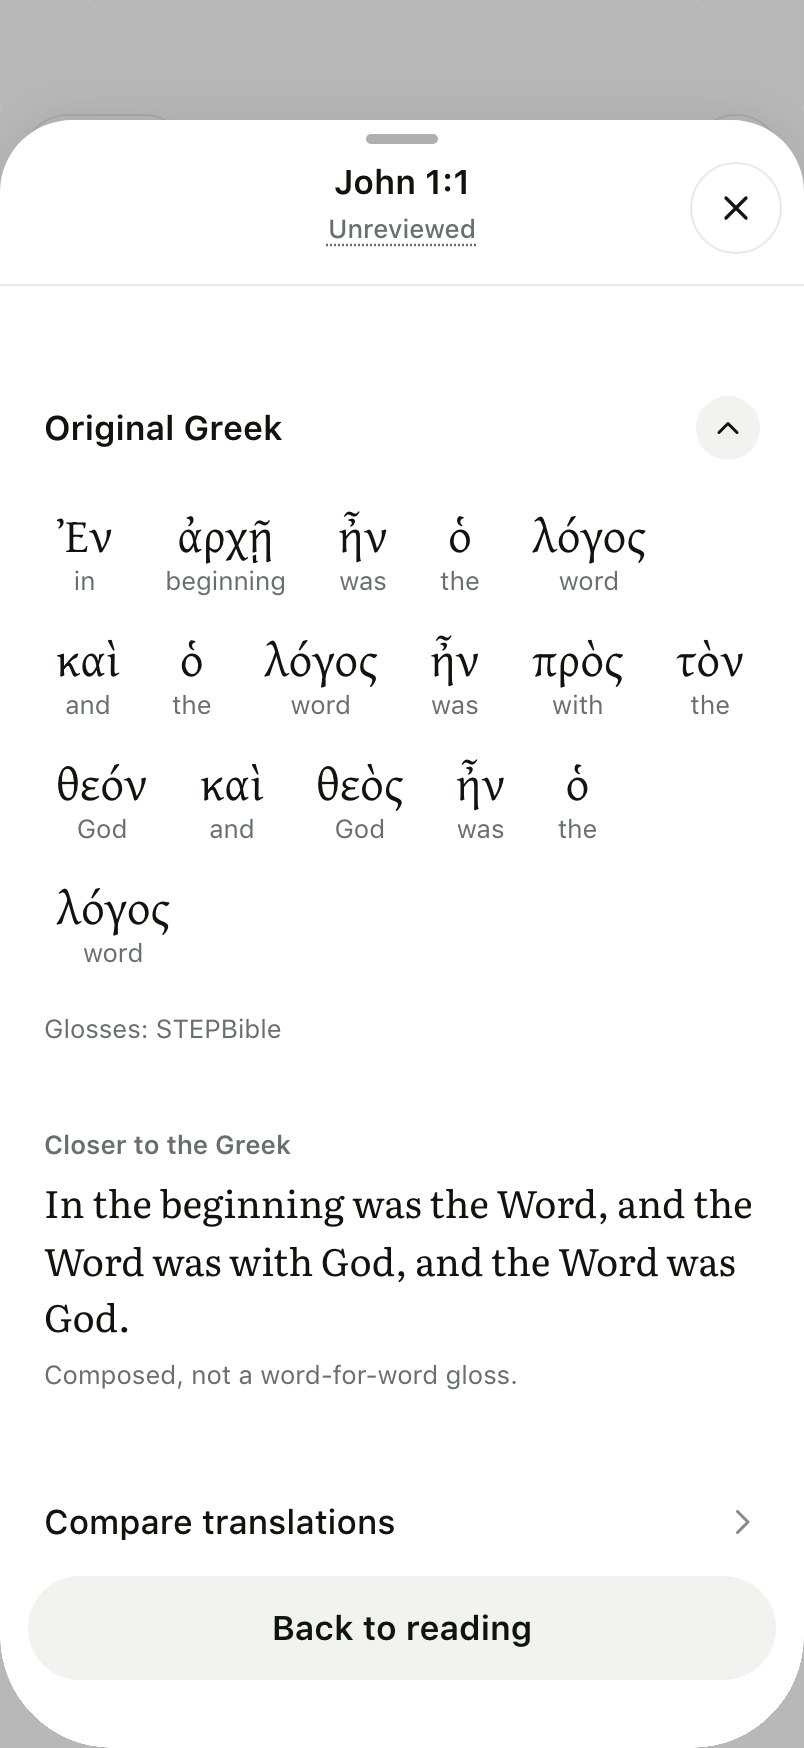 John 1:1
Unreviewed
Original Greek
Ἐν ἀρχῇ ἦν ὁ λόγος
in beginning was the word
καὶ ὁ λόγος ἦν πρὸς τὸν
and the word was with the
θεόν καὶ θεὸς ἦν ὁ
God and God was the
λόγος
word
Glosses: STEPBible
Closer to the Greek
In the beginning was the Word, and the
Word was with God, and the Word was
God.
Composed, not a word-for-word gloss.
Compare translations
Back to reading